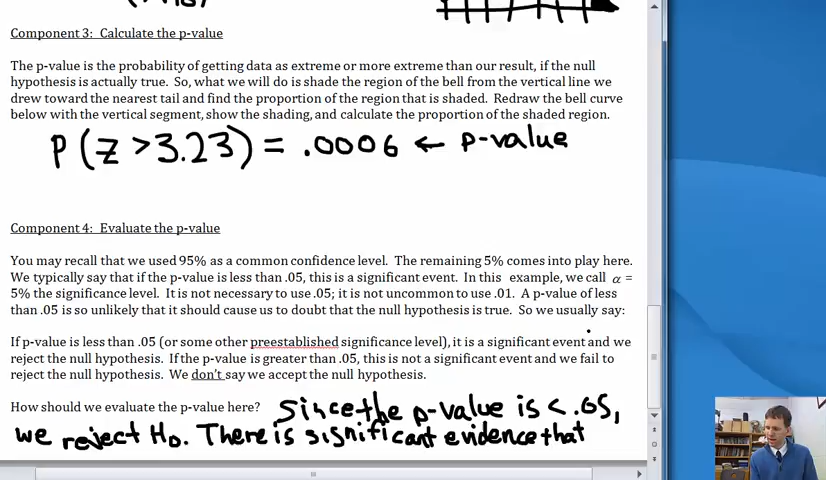 Component 3: Calculate the p-value
The p-value is the probability of getting data as extreme or more extreme than our result, if the null
hypothesis is actually true. So, what we will do is shade the region of the bell from the vertical line we
drew toward the nearest tail and find the proportion of the region that is shaded. Redraw the bell curve
below with the vertical segment, show the shading, and calculate the proportion of the shaded region.
P(z > 3.23) = .0006 ← p-value
Component 4: Evaluate the p-value
You may recall that we used 95% as a common confidence level. The remaining 5% comes into play here.
We typically say that if the p-value is less than .05, this is a significant event. In this example, we call α =
5% the significance level. It is not necessary to use .05; it is not uncommon to use .01. A p-value of less
than .05 is so unlikely that it should cause us to doubt that the null hypothesis is true. So we usually say:
If p-value is less than .05 (or some other preestablished significance level), it is a significant event and we
reject the null hypothesis. If the p-value is greater than .05, this is not a significant event and we fail to
reject the null hypothesis. We don't say we accept the null hypothesis.
How should we evaluate the p-value here? Since the p-value is < .05,
we reject H₀. There is significant evidence that